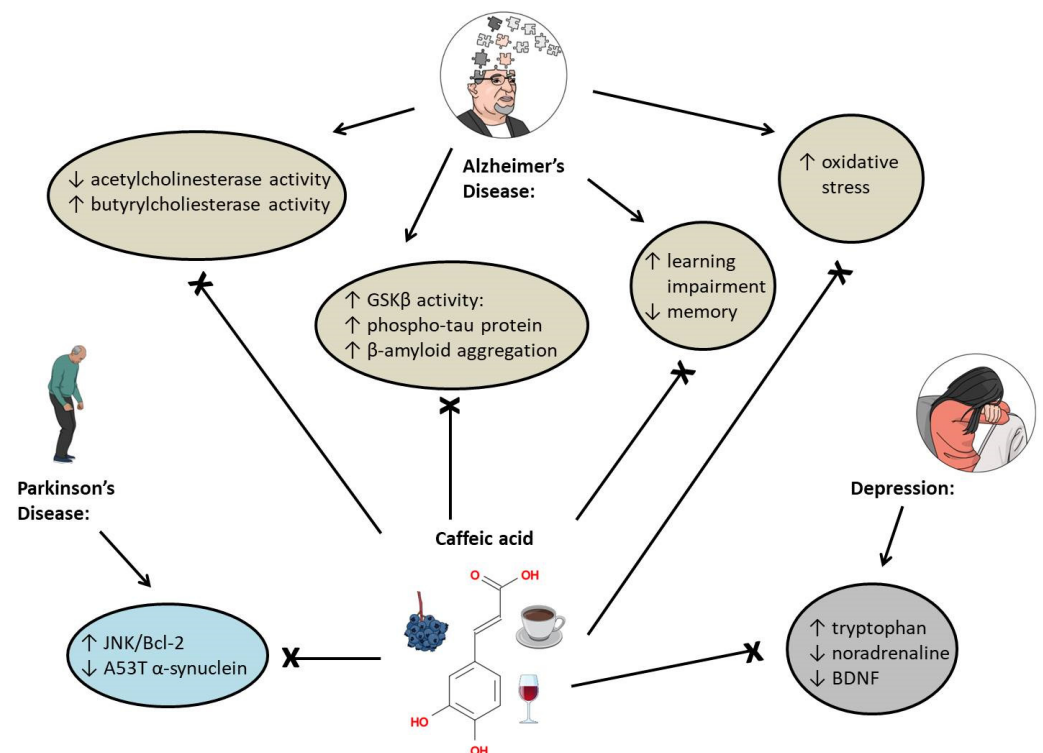 Alzheimer's
Disease:
↓ acetylcholinesterase activity
↑ butyrylcholiesterase activity
↑ GSKβ activity:
↑ phospho-tau protein
↑ β-amyloid aggregation
↑ learning
impairment
↓ memory
↑ oxidative
stress
Parkinson's
Disease:
Depression:
Caffeic acid
O
OH
HO
OH
↑ JNK/Bcl-2
↓ A53T α-synuclein
↑ tryptophan
↓ noradrenaline
↓ BDNF